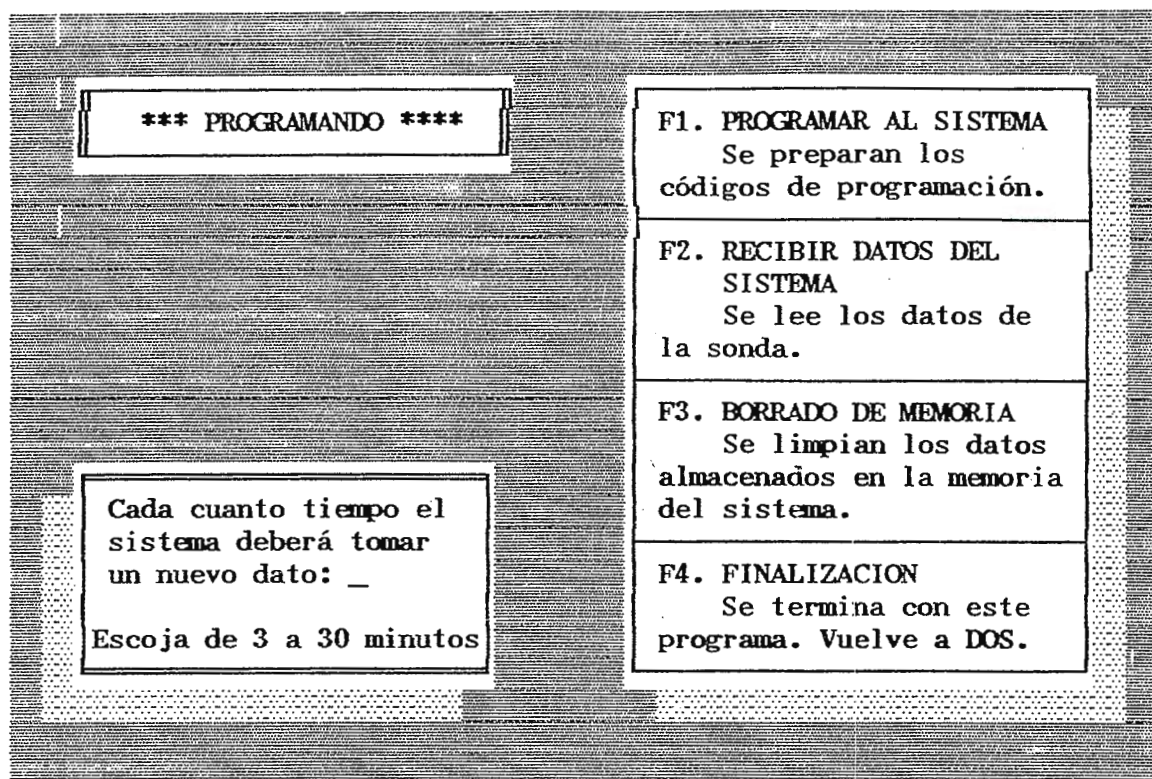 *** PROGRAMANDO ****
F1. PROGRAMAR AL SISTEMA
Se preparan los
códigos de programación.
F2. RECIBIR DATOS DEL
SISTEMA
Se lee los datos de
la sonda.
F3. BORRADO DE MEMORIA
Se limpian los datos
almacenados en la memoria
del sistema.
F4. FINALIZACION
Se termina con este
programa. Vuelve a DOS.
Cada cuanto tiempo el
sistema deberá tomar
un nuevo dato: _
Escoja de 3 a 30 minutos